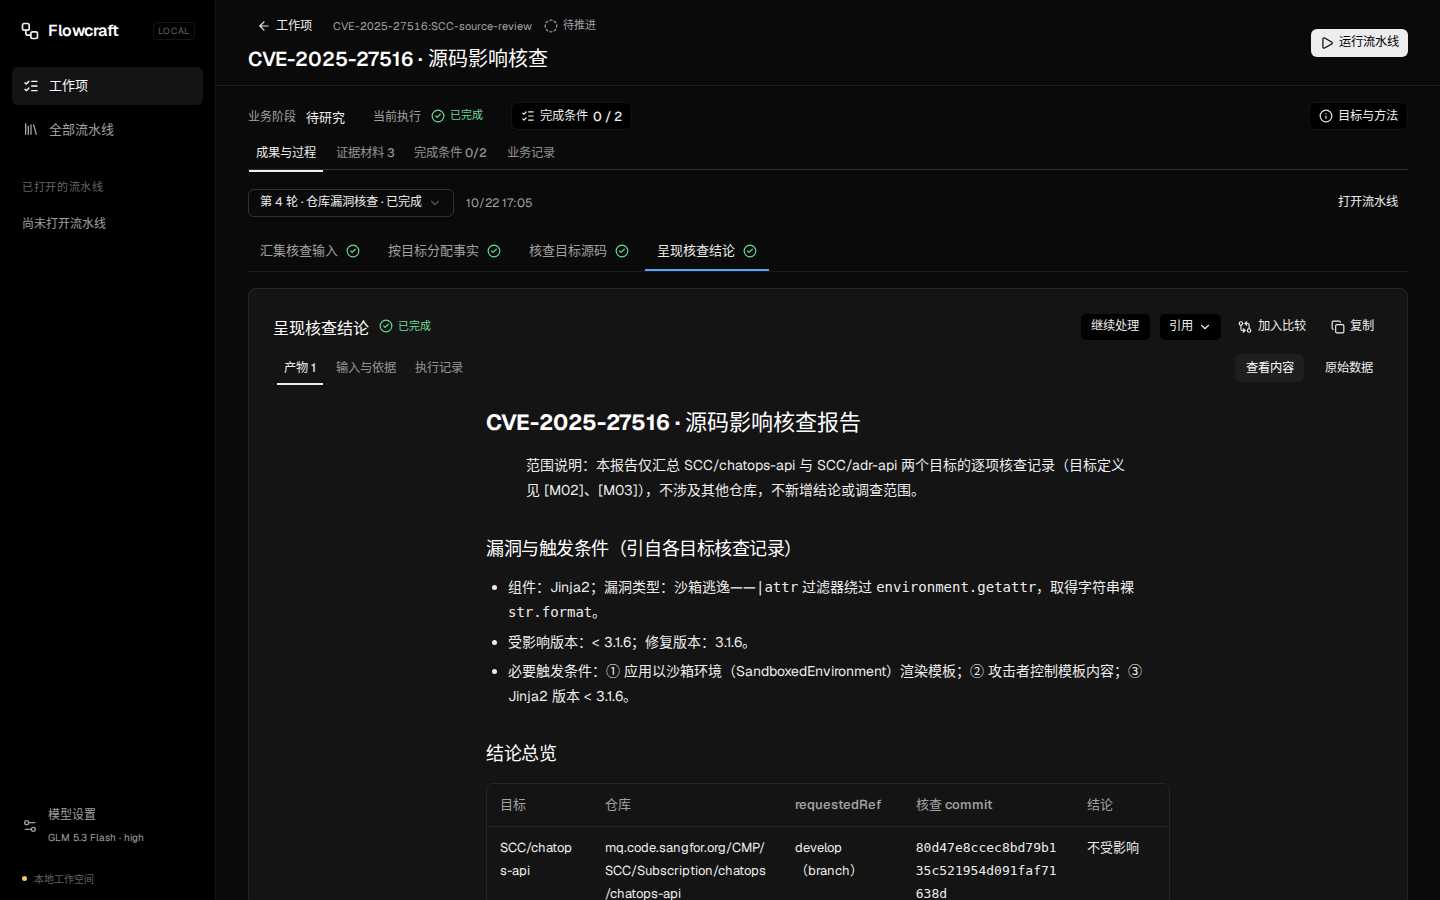 Flowcraft
LOCAL
工作项
全部流水线
已打开的流水线
尚未打开流水线
模型设置
GLM 5.3 Flash · high
本地工作空间
工作项
CVE-2025-27516:SCC-source-review
待推进
CVE-2025-27516 · 源码影响核查
运行流水线
业务阶段 待研究
当前执行 已完成
完成条件 0 / 2
目标与方法
成果与过程
证据材料 3
完成条件 0/2
业务记录
第 4 轮 · 仓库漏洞核查 · 已完成
10/22 17:05
打开流水线
汇集核查输入
按目标分配事实
核查目标源码
呈现核查结论
呈现核查结论
已完成
继续处理
引用
加入比较
复制
产物 1
输入与依据
执行记录
查看内容
原始数据
CVE-2025-27516 · 源码影响核查报告
范围说明：本报告仅汇总 SCC/chatops-api 与 SCC/adr-api 两个目标的逐项核查记录（目标定义
见 [M02]、[M03]），不涉及其他仓库，不新增结论或调查范围。
漏洞与触发条件（引自各目标核查记录）
组件：Jinja2；漏洞类型：沙箱逃逸——|attr 过滤器绕过 environment.getattr，取得字符串裸
str.format。
受影响版本：< 3.1.6；修复版本：3.1.6。
必要触发条件：① 应用以沙箱环境（SandboxedEnvironment）渲染模板；② 攻击者控制模板内容；③
Jinja2 版本 < 3.1.6。
结论总览
目标
仓库
requestedRef
核查 commit
结论
SCC/chatop
s-api
mq.code.sangfor.org/CMP/
SCC/Subscription/chatops
/chatops-api
develop
（branch）
80d47e8ccec8bd79b1
35c521954d091faf71
638d
不受影响